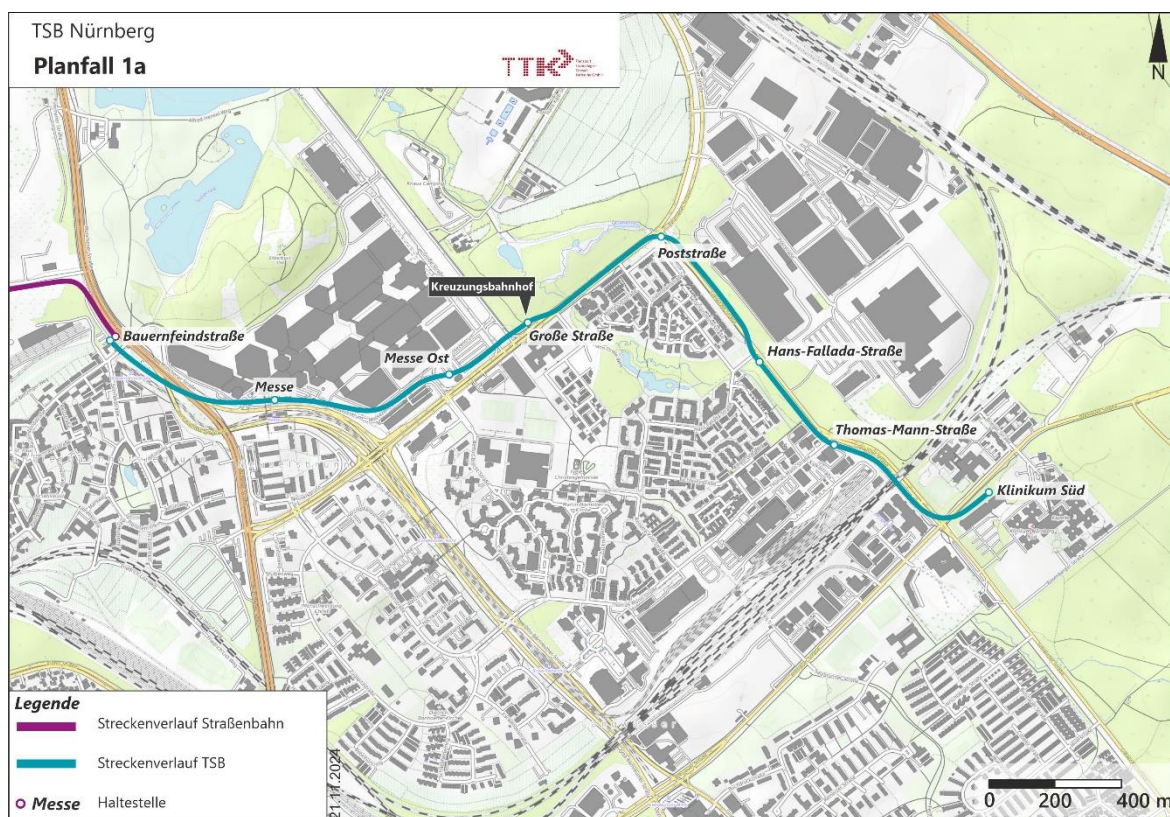 TSB Nürnberg
Planfall 1a
TTK
N
Kreuzungsbahnhof
Poststraße
Bauernfeindstraße
Große Straße
Messe Ost
Hans-Fallada-Straße
Messe
Thomas-Mann-Straße
Klinikum Süd
Legende
Streckenverlauf Straßenbahn
Streckenverlauf TSB
Messe Haltestelle
21.11.2024
0 200 400 m